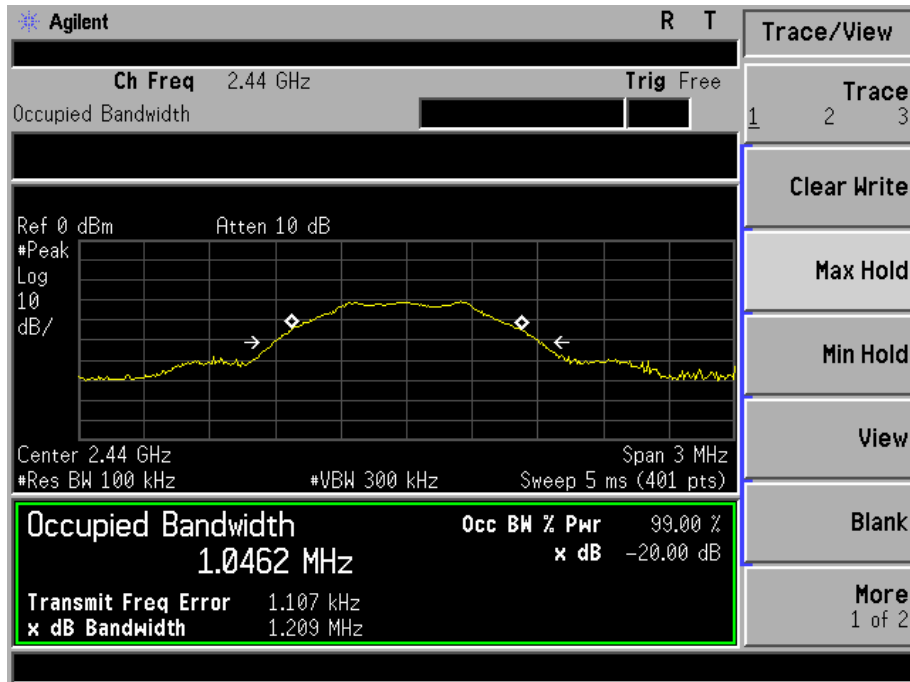 Agilent R T
Ch Freq 2.44 GHz Trig Free
Occupied Bandwidth
Ref 0 dBm Atten 10 dB
#Peak
Log
10
dB/
Center 2.44 GHz Span 3 MHz
#Res BW 100 kHz #VBW 300 kHz Sweep 5 ms (401 pts)
Occupied Bandwidth Occ BW % Pwr 99.00 %
1.0462 MHz x dB -20.00 dB
Transmit Freq Error 1.107 kHz
x dB Bandwidth 1.209 MHz
Trace/View
Trace
1 2 3
Clear Write
Max Hold
Min Hold
View
Blank
More
1 of 2